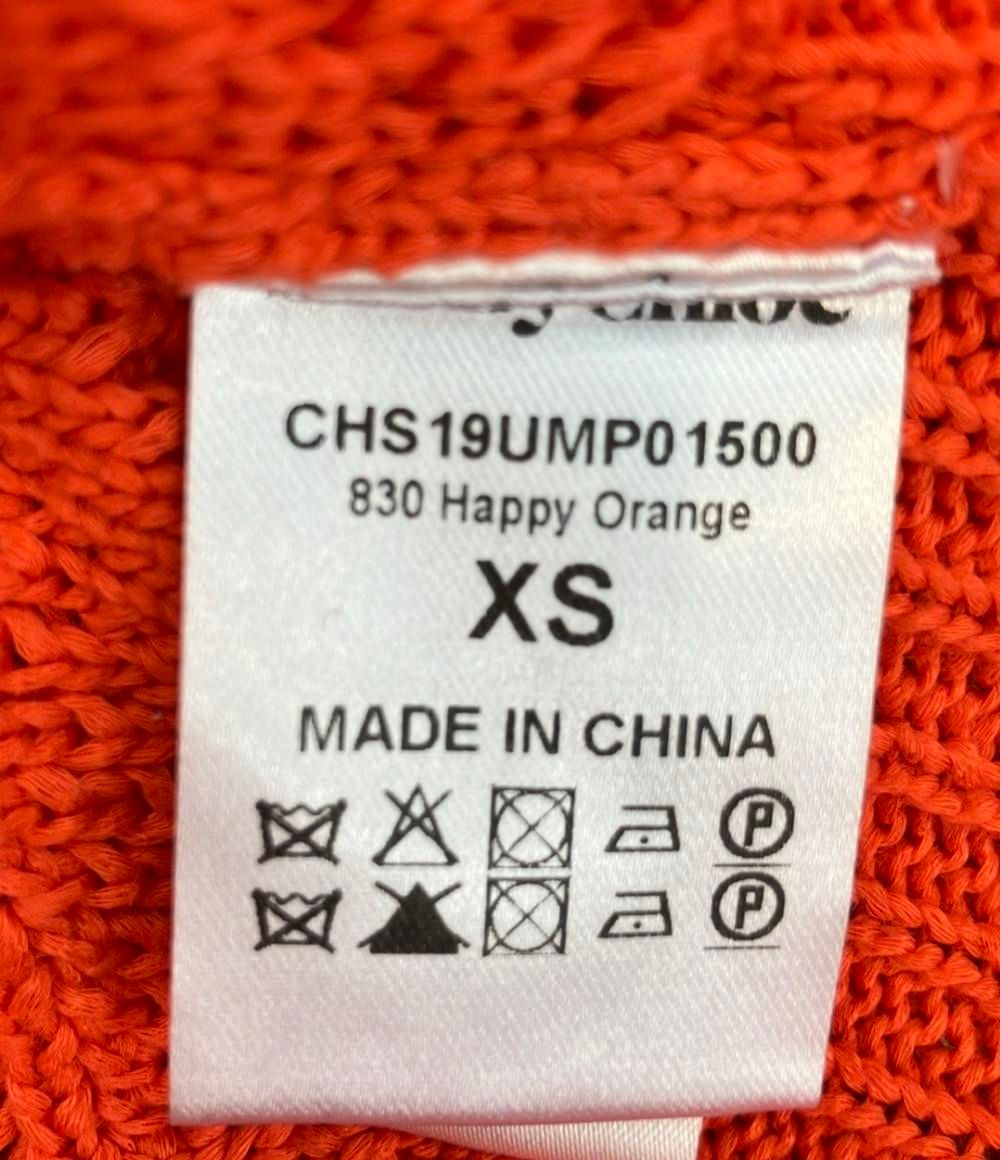 CHS19UMP01500
830 Happy Orange
XS
MADE IN CHINA
P
P